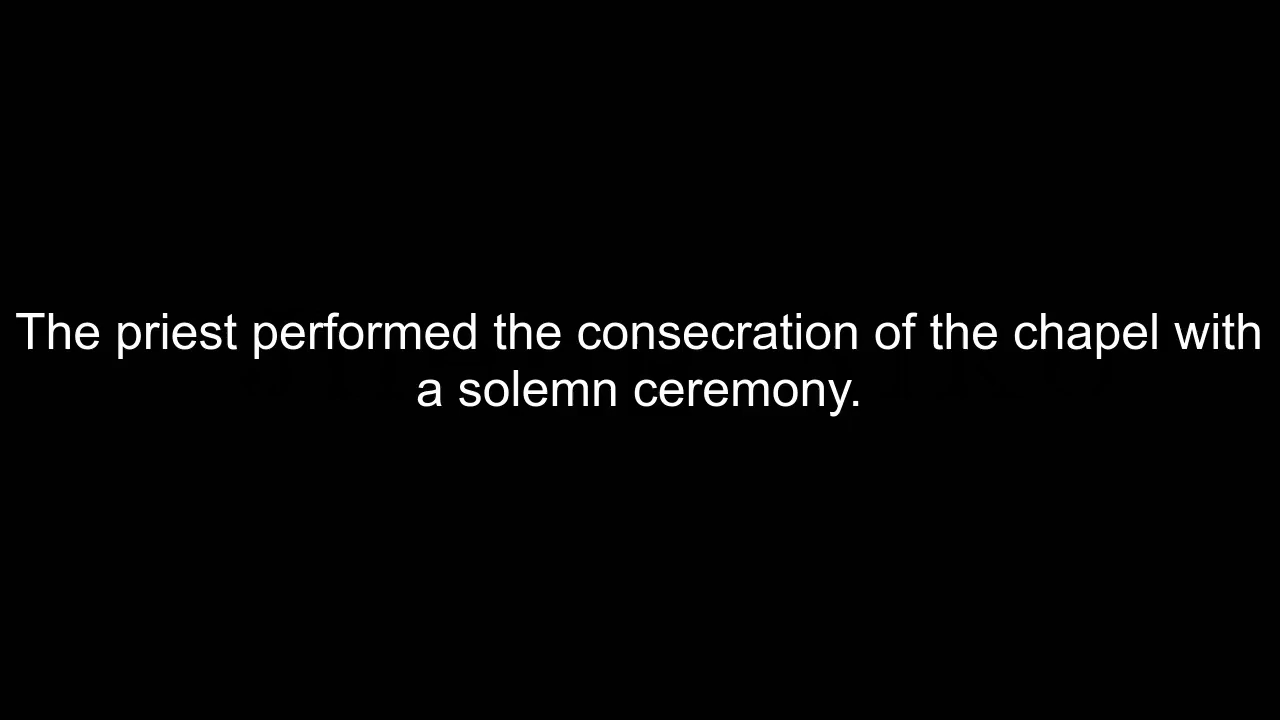 The priest performed the consecration of the chapel with
a solemn ceremony.